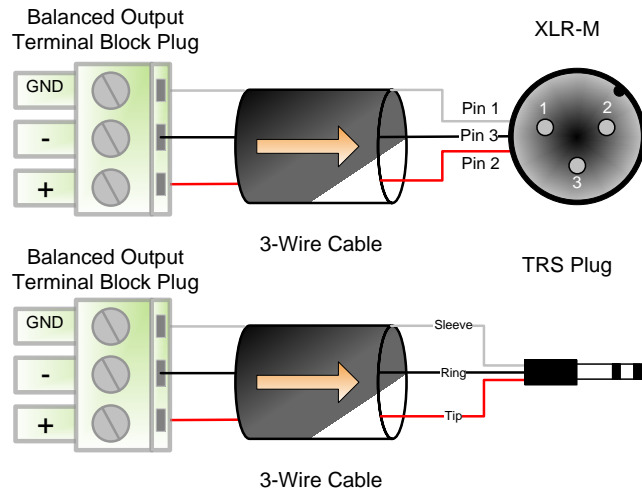 Balanced Output
Terminal Block Plug
XLR-M
GND
-
+
Pin 1
Pin 3
Pin 2
1
2
3
3-Wire Cable
Balanced Output
Terminal Block Plug
TRS Plug
GND
-
+
Sleeve
Ring
Tip
3-Wire Cable